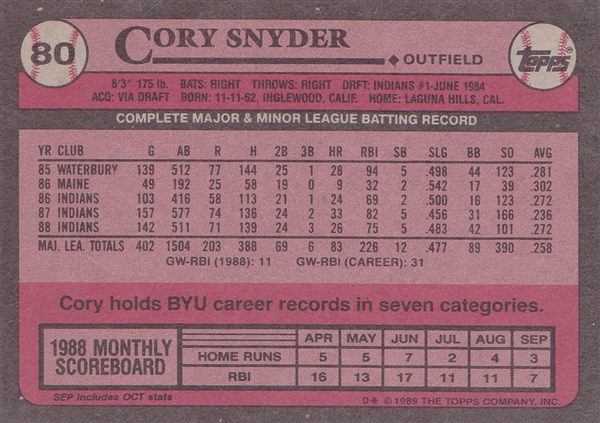 80
CORY SNYDER
OUTFIELD
TOPPS®
6'3" 175 lb. BATS: RIGHT THROWS: RIGHT DRFT: INDIANS #1-JUNE 1984
ACQ: VIA DRAFT BORN: 11-11-62, INGLEWOOD, CALIF. HOME: LAGUNA HILLS, CAL.
COMPLETE MAJOR & MINOR LEAGUE BATTING RECORD
YR CLUB G AB R H 2B 3B HR RBI SB SLG BB SO AVG
85 WATERBURY 139 512 77 144 25 1 28 94 5 .498 44 123 .281
86 MAINE 49 192 25 58 19 0 9 32 2 .542 17 39 .302
86 INDIANS 103 416 58 113 21 1 24 69 2 .500 16 123 .272
87 INDIANS 157 577 74 136 24 2 33 82 5 .456 31 166 .236
88 INDIANS 142 511 71 139 24 3 26 75 5 .483 42 101 .272
MAJ. LEA. TOTALS 402 1504 203 388 69 6 83 226 12 .477 89 390 .258
GW-RBI (1988): 11 GW-RBI (CAREER): 31
Cory holds BYU career records in seven categories.
1988 MONTHLY SCOREBOARD
APR MAY JUN JUL AUG SEP
HOME RUNS 5 5 7 2 4 3
RBI 16 13 17 11 11 7
SEP includes OCT stats
D* © 1989 THE TOPPS COMPANY, INC.